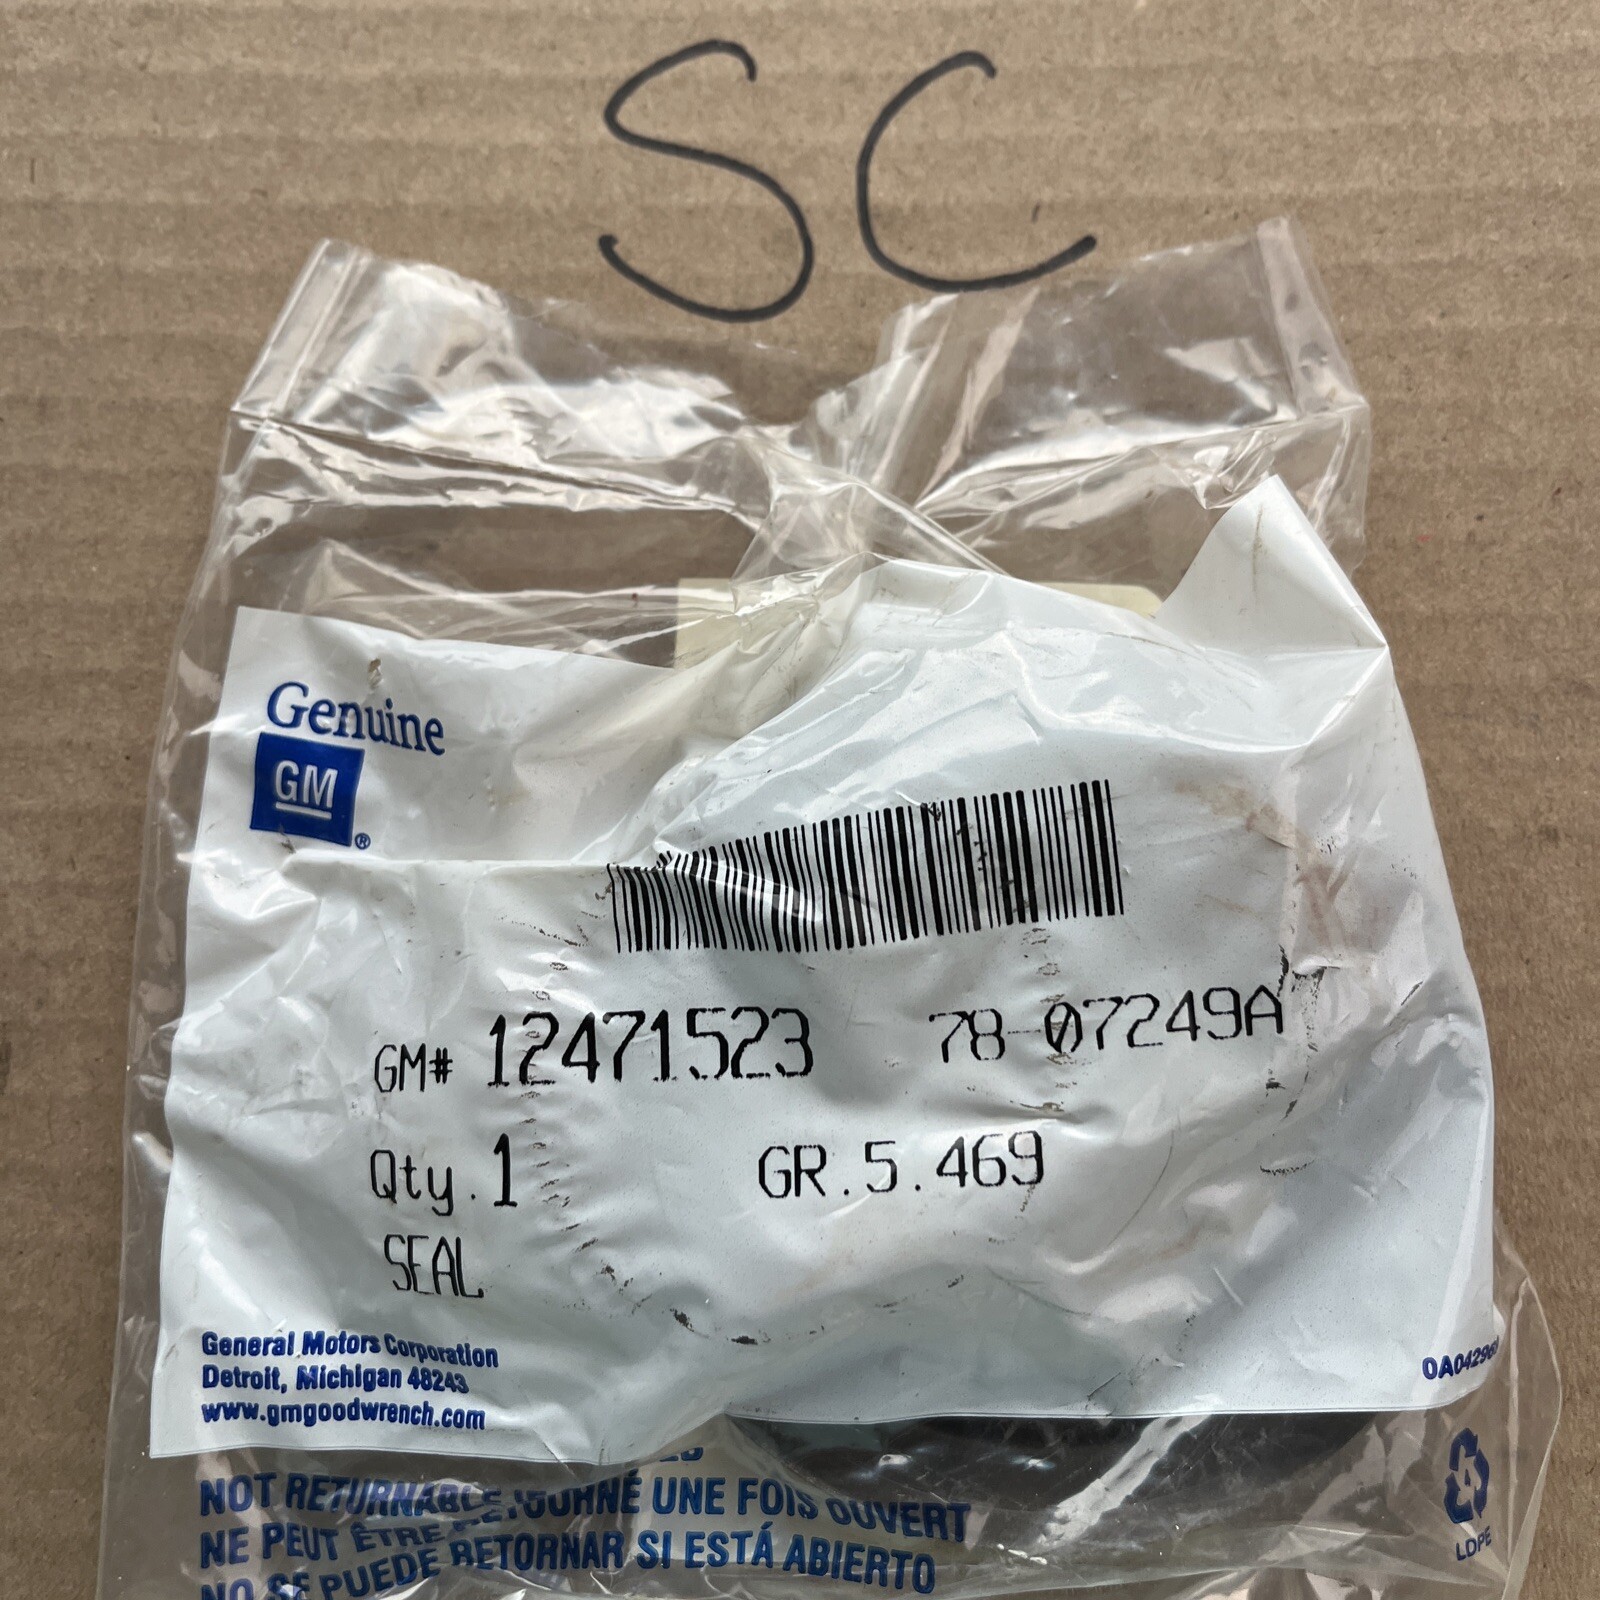 SC
Genuine
GM
®
GM# 12471523 78-07249A
Qty.1 GR.5.469
SEAL
General Motors Corporation
Detroit, Michigan 48243
www.gmgoodwrench.com
NOT RETURNABLE UNE FOIS OUVERT
NE PEUT ÊTRE RETORNAR SI ESTÁ ABIERTO
NO SE PUEDE
LDPE